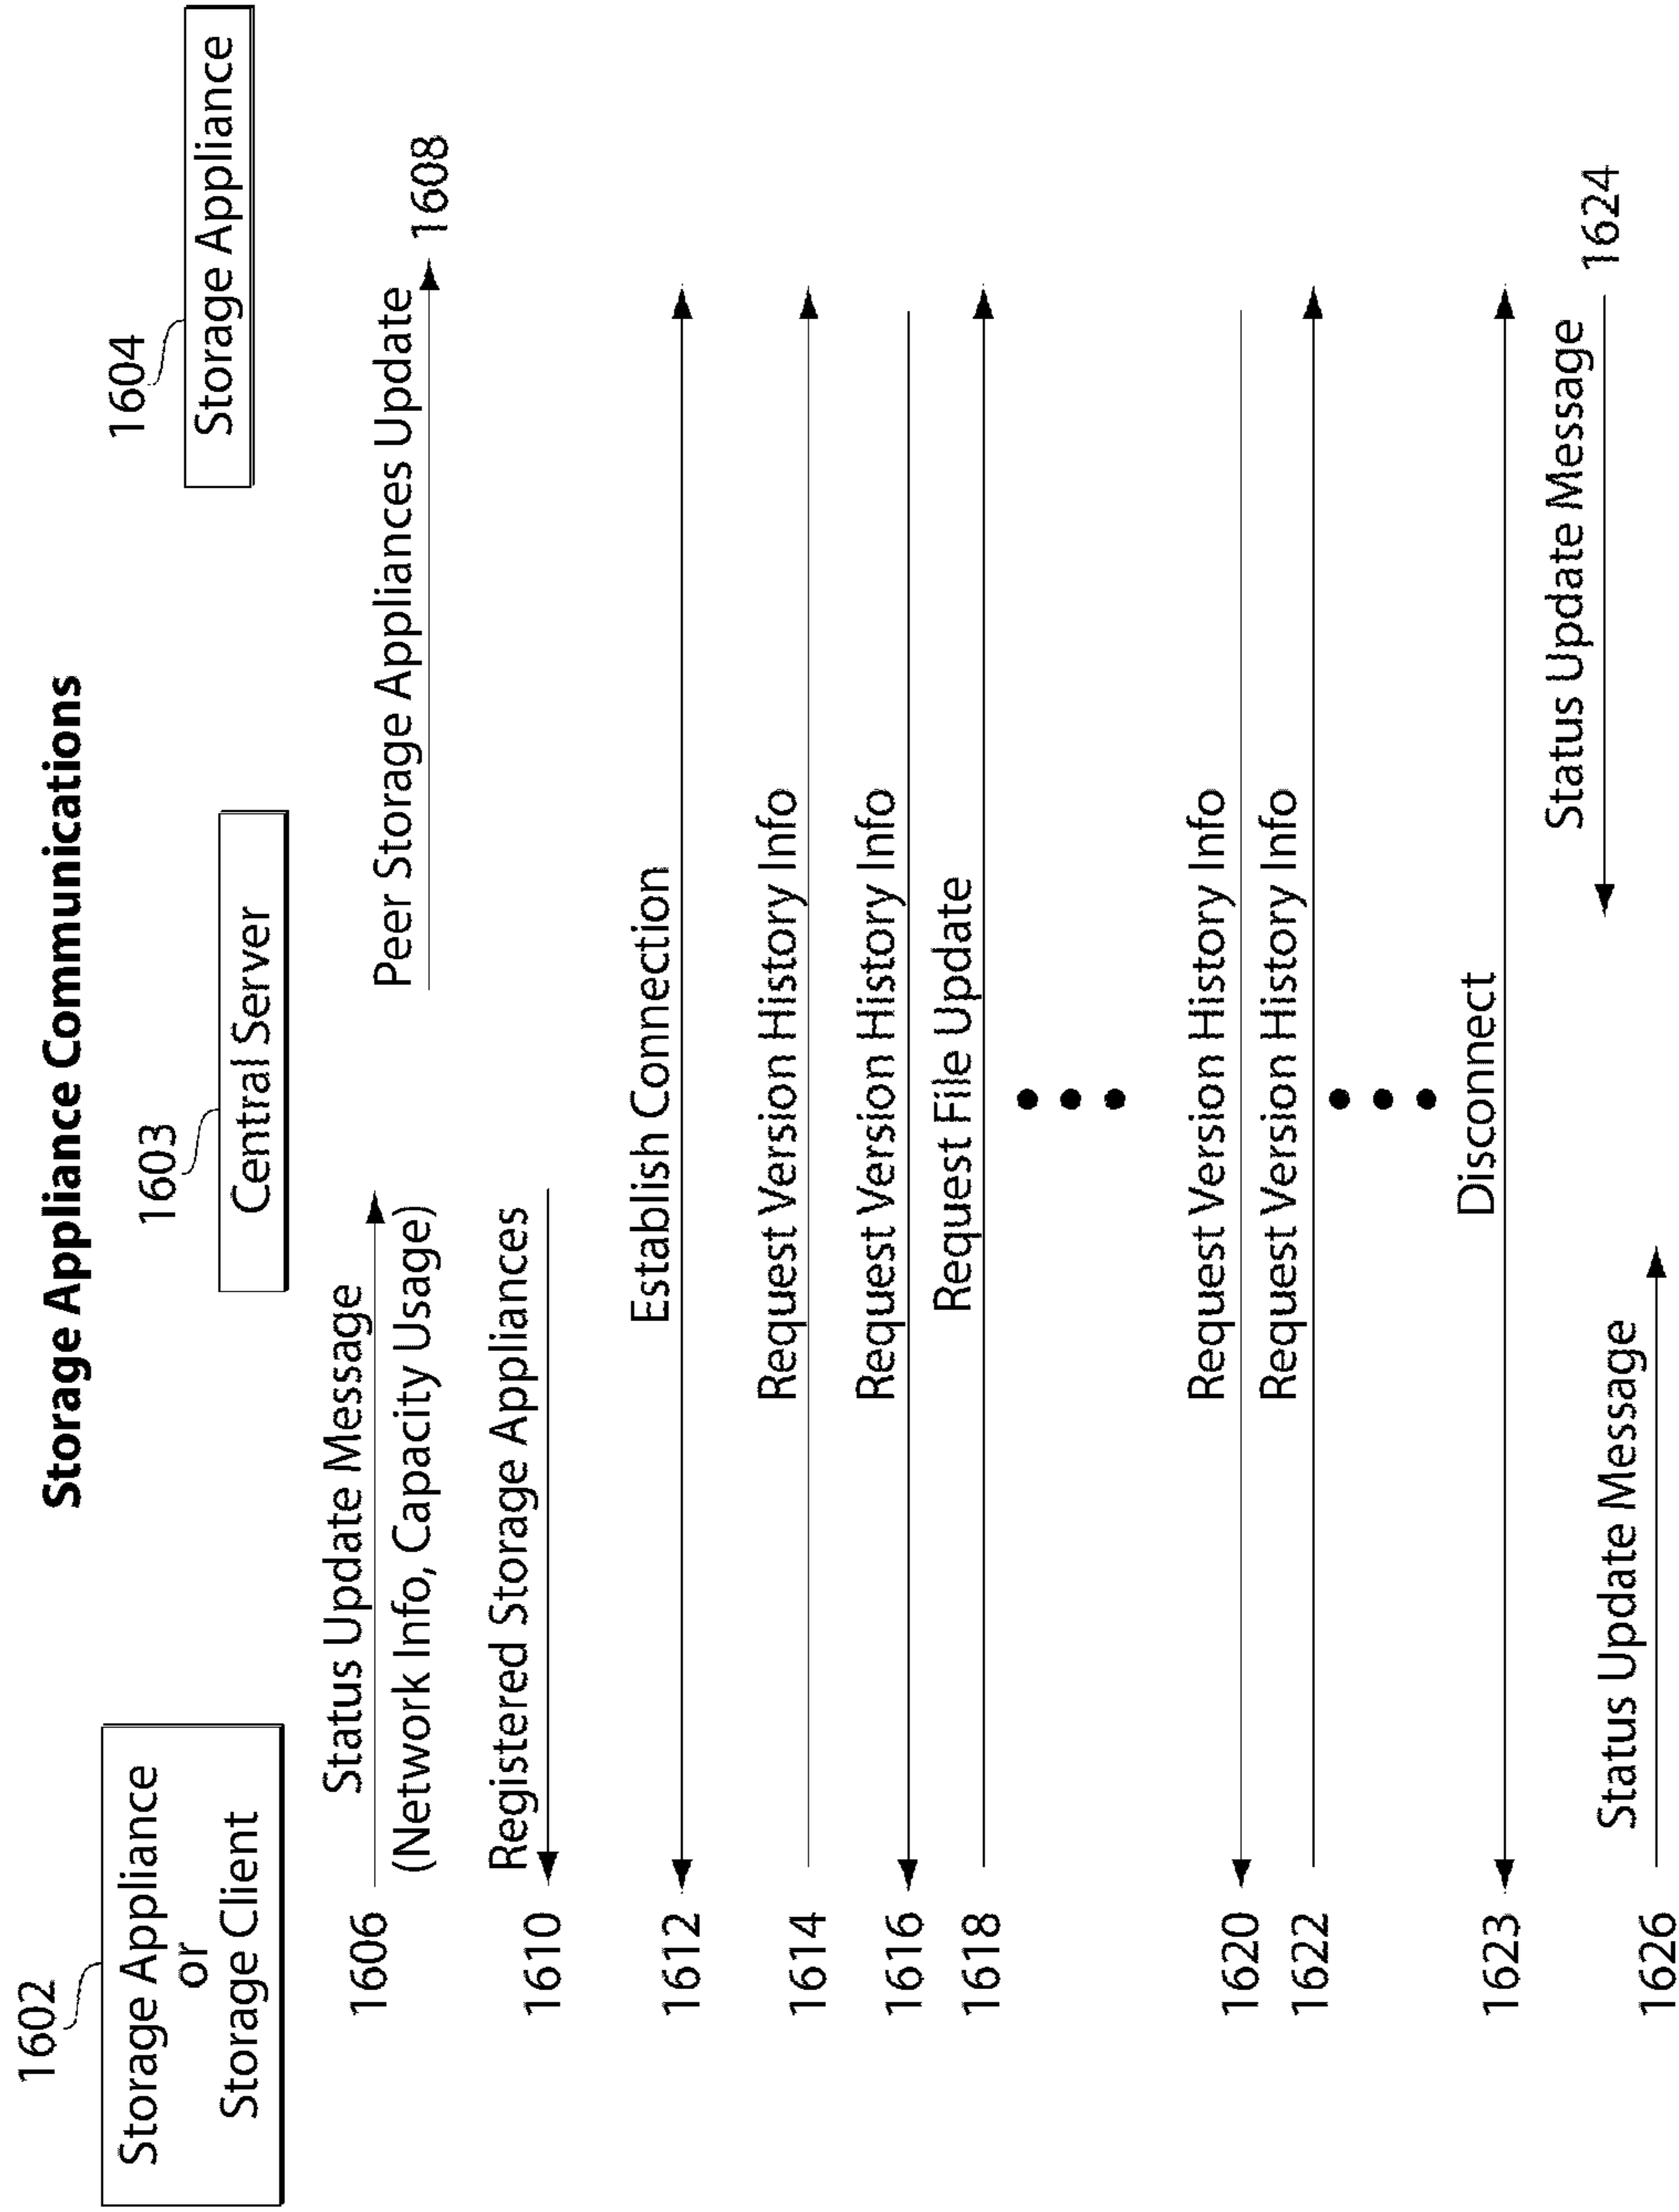 Storage Appliance Communications
1602
Storage Appliance
or
Storage Client
1603
Central Server
1604
Storage Appliance
1606
Status Update Message
(Network Info, Capacity Usage)
Peer Storage Appliances Update
1608
1610
Registered Storage Appliances
1612
Establish Connection
1614
Request Version History Info
1616
Request Version History Info
1618
Request File Update
1620
Request Version History Info
1622
Request Version History Info
1623
Disconnect
Status Update Message
1624
1626
Status Update Message